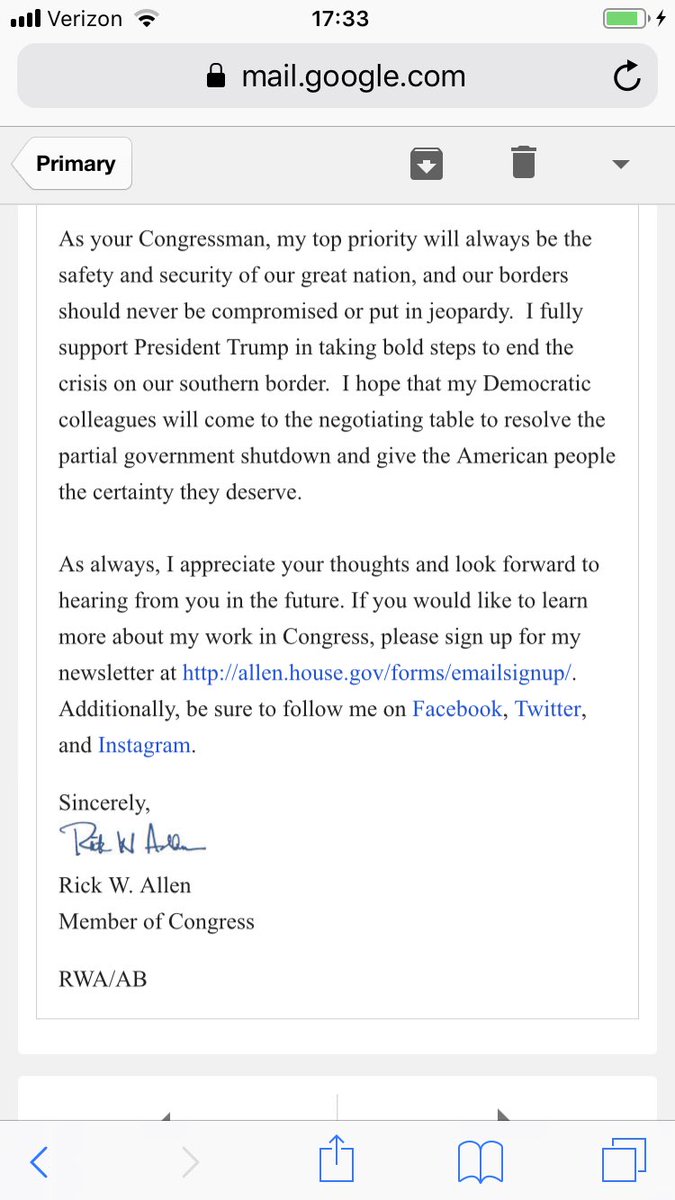 Verizon 17:33
mail.google.com
Primary
As your Congressman, my top priority will always be the
safety and security of our great nation, and our borders
should never be compromised or put in jeopardy.  I fully
support President Trump in taking bold steps to end the
crisis on our southern border.  I hope that my Democratic
colleagues will come to the negotiating table to resolve the
partial government shutdown and give the American people
the certainty they deserve.
As always, I appreciate your thoughts and look forward to
hearing from you in the future. If you would like to learn
more about my work in Congress, please sign up for my
newsletter at http://allen.house.gov/forms/emailsignup/.
Additionally, be sure to follow me on Facebook, Twitter,
and Instagram.
Sincerely,
Rick W Allen
Rick W. Allen
Member of Congress
RWA/AB